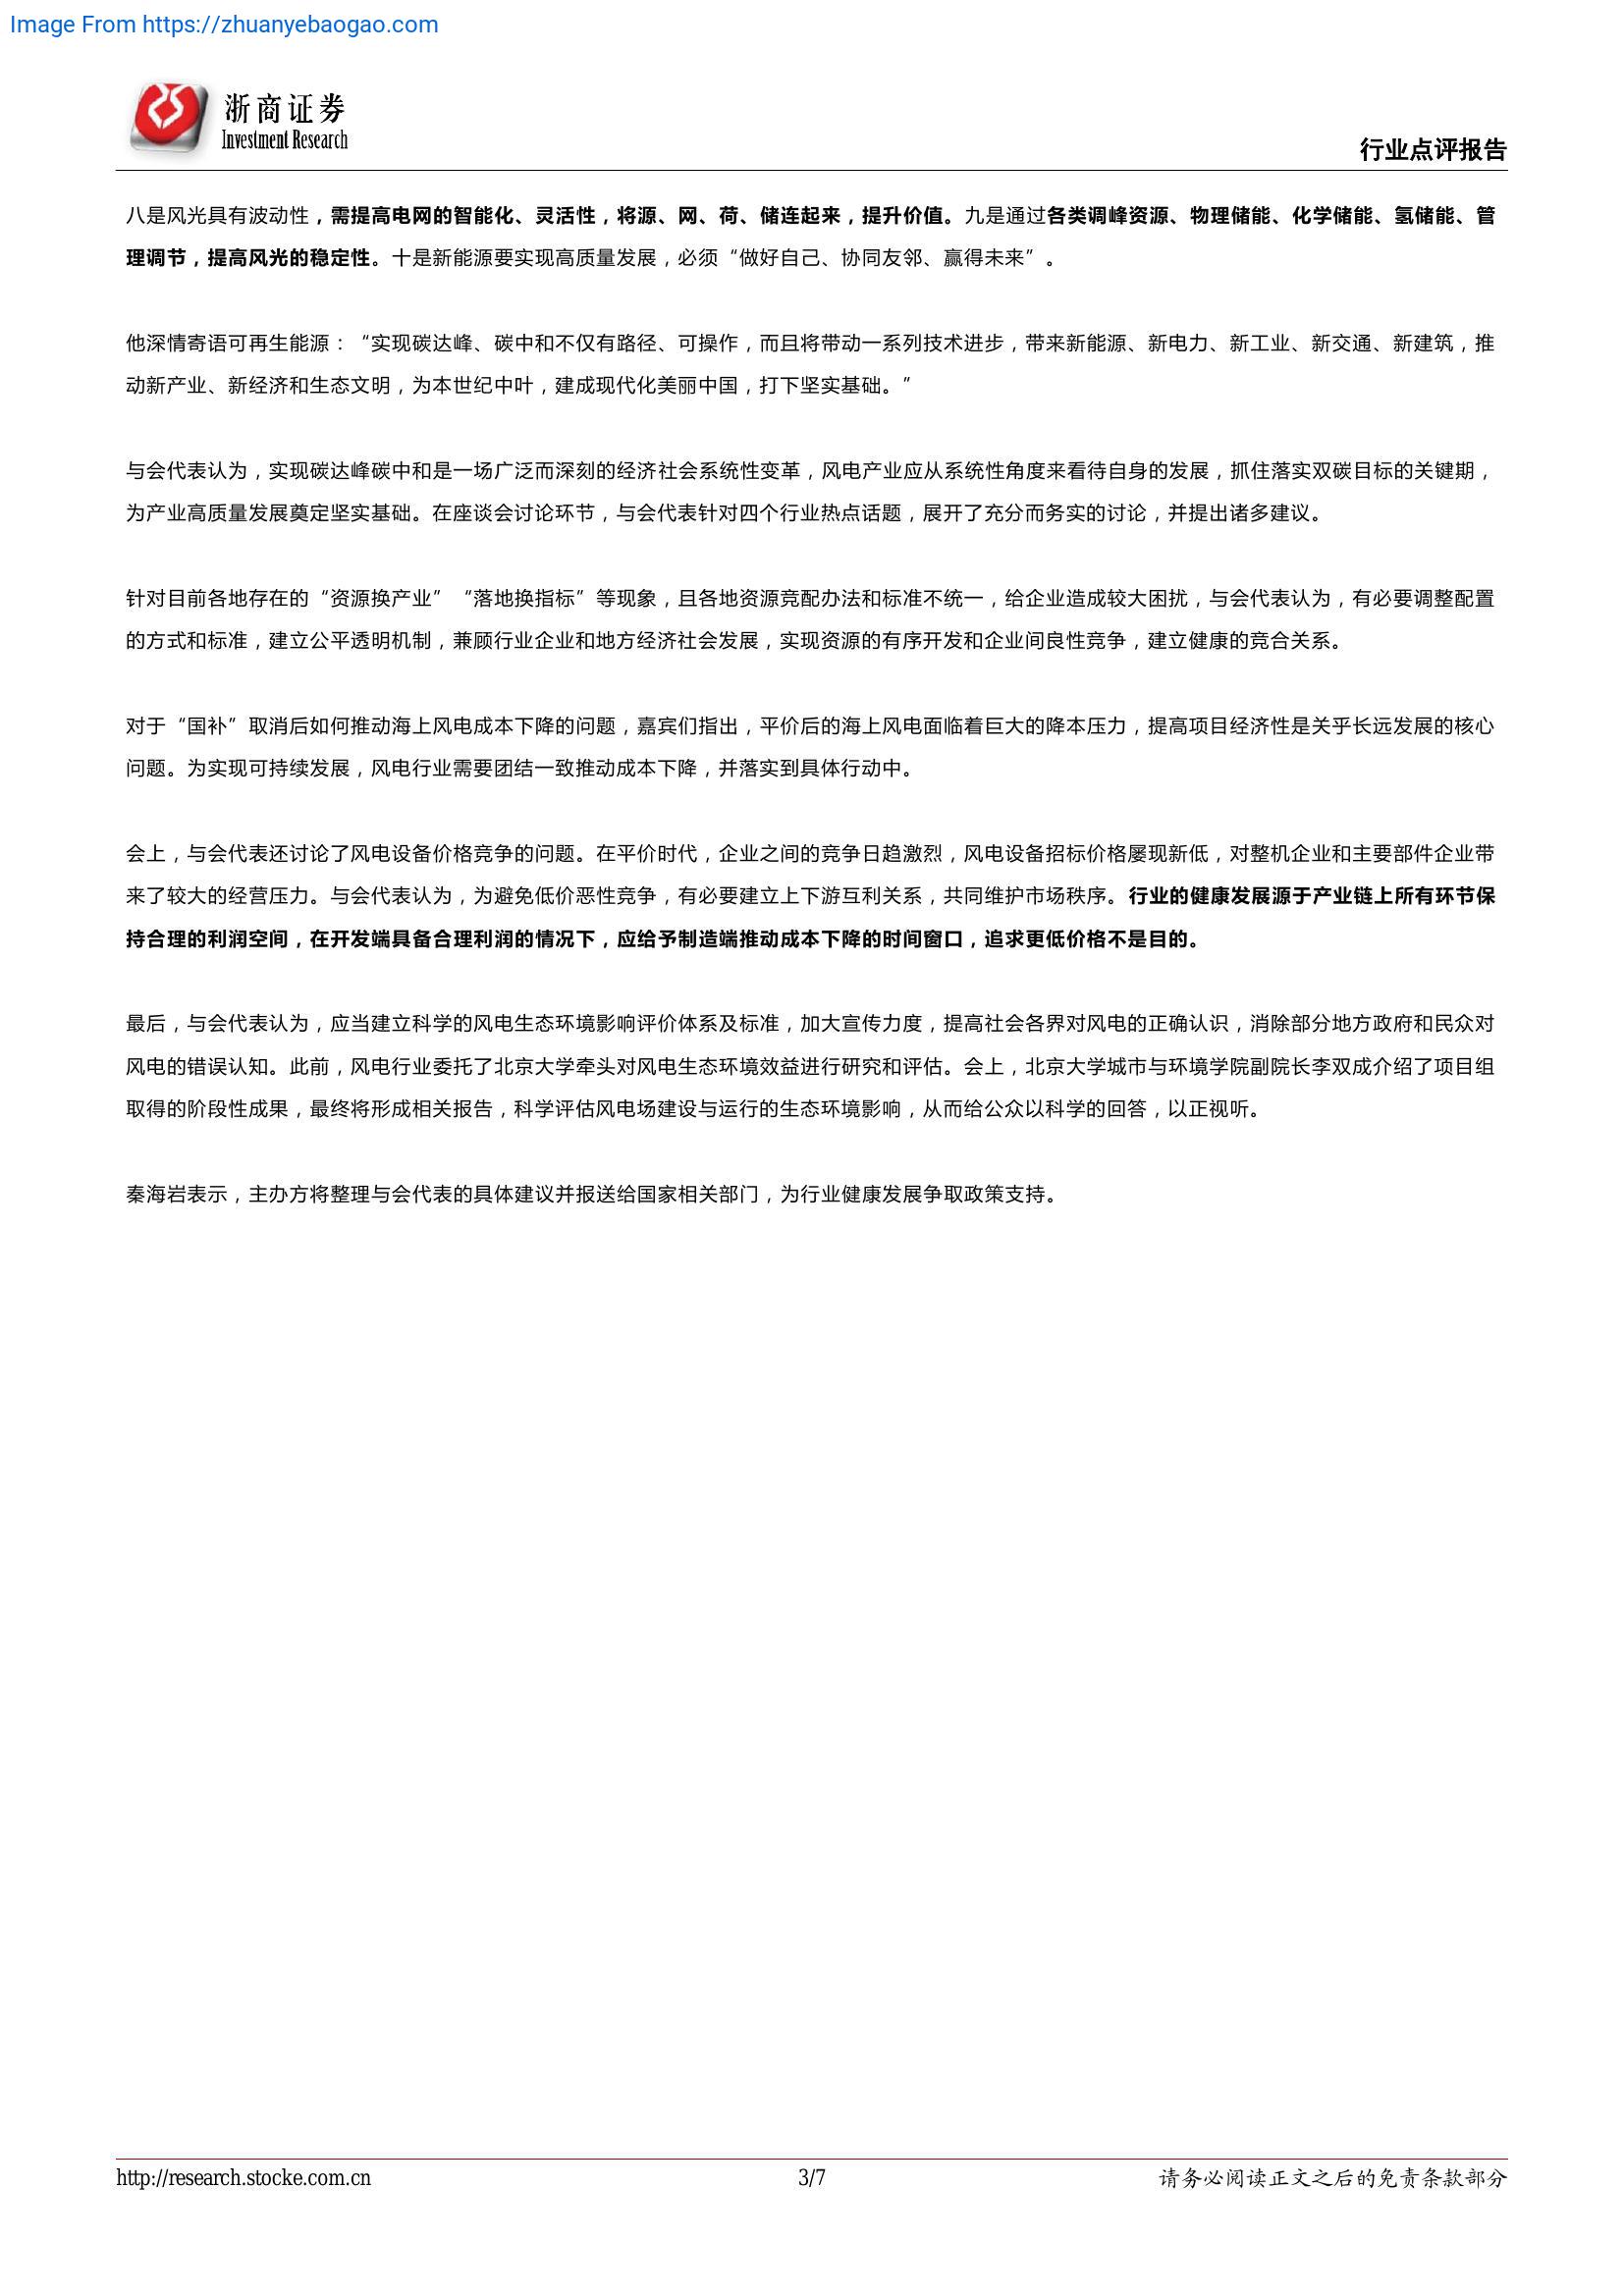 Image From https://zhuanyebaogao.com
浙商证券
Investment Research
行业点评报告
八是风光具有波动性，需提高电网的智能化、灵活性，将源、网、荷、储连起来，提升价值。九是通过各类调峰资源、物理储能、化学储能、氢储能、管
理调节，提高风光的稳定性。十是新能源要实现高质量发展，必须“做好自己、协同友邻、赢得未来”。
他深情寄语可再生能源：“实现碳达峰、碳中和不仅有路径、可操作，而且将带动一系列技术进步，带来新能源、新电力、新工业、新交通、新建筑，推
动新产业、新经济和生态文明，为本世纪中叶，建成现代化美丽中国，打下坚实基础。”
与会代表认为，实现碳达峰碳中和是一场广泛而深刻的经济社会系统性变革，风电产业应从系统性角度来看待自身的发展，抓住落实双碳目标的关键期，
为产业高质量发展奠定坚实基础。在座谈会讨论环节，与会代表针对四个行业热点话题，展开了充分而务实的讨论，并提出诸多建议。
针对目前各地存在的“资源换产业”“落地换指标”等现象，且各地资源竞配办法和标准不统一，给企业造成较大困扰，与会代表认为，有必要调整配置
的方式和标准，建立公平透明机制，兼顾行业企业和地方经济社会发展，实现资源的有序开发和企业间良性竞争，建立健康的竞合关系。
对于“国补”取消后如何推动海上风电成本下降的问题，嘉宾们指出，平价后的海上风电面临着巨大的降本压力，提高项目经济性是关乎长远发展的核心
问题。为实现可持续发展，风电行业需要团结一致推动成本下降，并落实到具体行动中。
会上，与会代表还讨论了风电设备价格竞争的问题。在平价时代，企业之间的竞争日趋激烈，风电设备招标价格屡现新低，对整机企业和主要部件企业带
来了较大的经营压力。与会代表认为，为避免低价恶性竞争，有必要建立上下游互利关系，共同维护市场秩序。行业的健康发展源于产业链上所有环节保
持合理的利润空间，在开发端具备合理利润的情况下，应给予制造端推动成本下降的时间窗口，追求更低价格不是目的。
最后，与会代表认为，应当建立科学的风电生态环境影响评价体系及标准，加大宣传力度，提高社会各界对风电的正确认识，消除部分地方政府和民众对
风电的错误认知。此前，风电行业委托了北京大学牵头对风电生态环境效益进行研究和评估。会上，北京大学城市与环境学院副院长李双成介绍了项目组
取得的阶段性成果，最终将形成相关报告，科学评估风电场建设与运行的生态环境影响，从而给公众以科学的回答，以正视听。
秦海岩表示，主办方将整理与会代表的具体建议并报送给国家相关部门，为行业健康发展争取政策支持。
http://research.stocke.com.cn
3/7
请务必阅读正文之后的免责条款部分